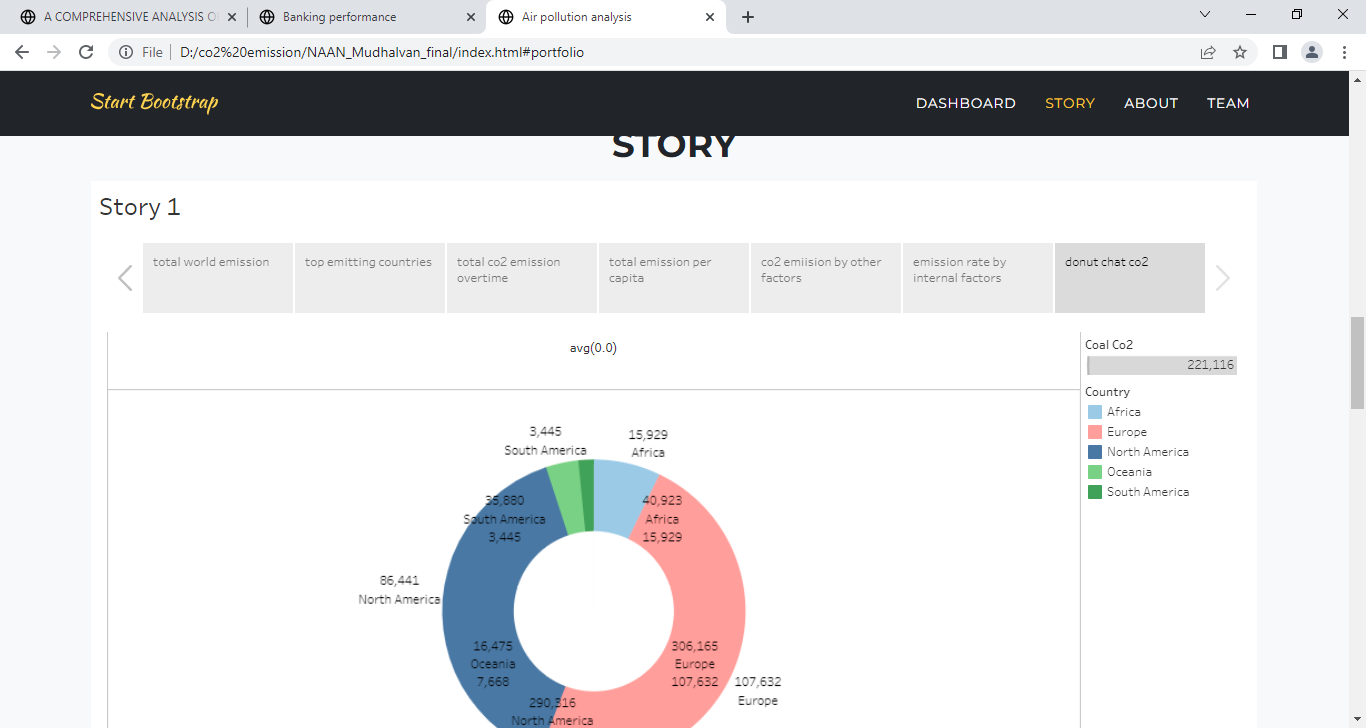 A COMPREHENSIVE ANALYSIS O
Banking performance
Air pollution analysis
File
D:/co2%20emission/NAAN_Mudhalvan_final/index.html#portfolio
Start Bootstrap
DASHBOARD
STORY
ABOUT
TEAM
STORY
Story 1
total world emission
top emitting countries
total co2 emission
overtime
total emission per
capita
co2 emiision by other
factors
emission rate by
internal factors
donut chat co2
avg(0.0)
Coal Co2
221,116
Country
Africa
Europe
North America
Oceania
South America
3,445
South America
15,929
Africa
35,880
South America
3,445
40,923
Africa
15,929
86,441
North America
16,475
Oceania
7,668
306,165
Europe
107,632
107,632
Europe
290,316
North America